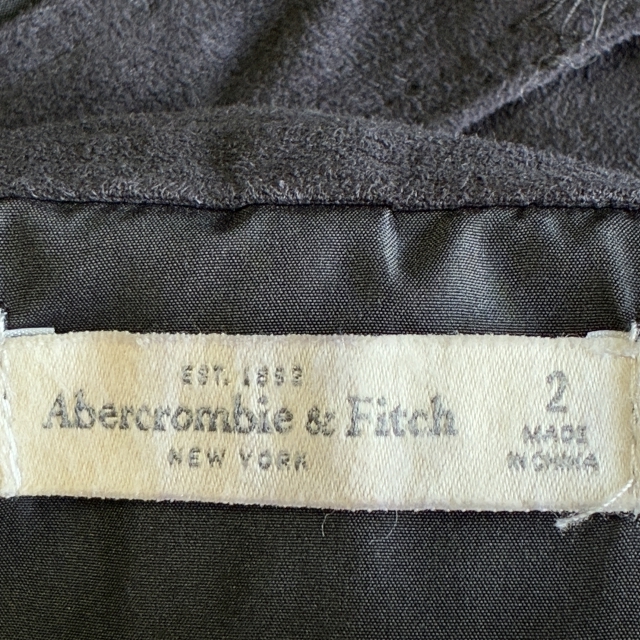 EST. 1892
Abercrombie & Fitch
NEW YORK
2
MADE
IN CHINA